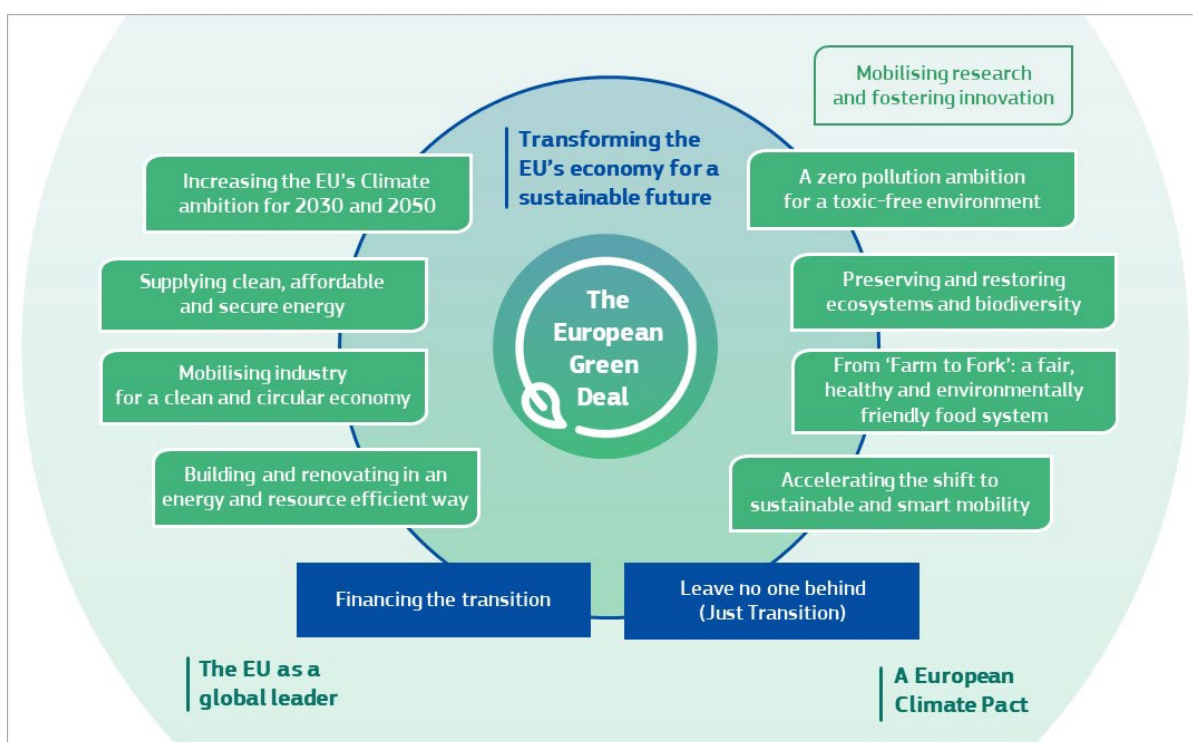 Mobilising research
and fostering innovation
Transforming the
EU's economy for a
sustainable future
Increasing the EU's Climate
ambition for 2030 and 2050
A zero pollution ambition
for a toxic-free environment
Supplying clean, affordable
and secure energy
Preserving and restoring
ecosystems and biodiversity
The
European
Green
Deal
Mobilising industry
for a clean and circular economy
From ‘Farm to Fork’: a fair,
healthy and environmentally
friendly food system
Building and renovating in an
energy and resource efficient way
Accelerating the shift to
sustainable and smart mobility
Financing the transition
Leave no one behind
(Just Transition)
The EU as a
global leader
A European
Climate Pact